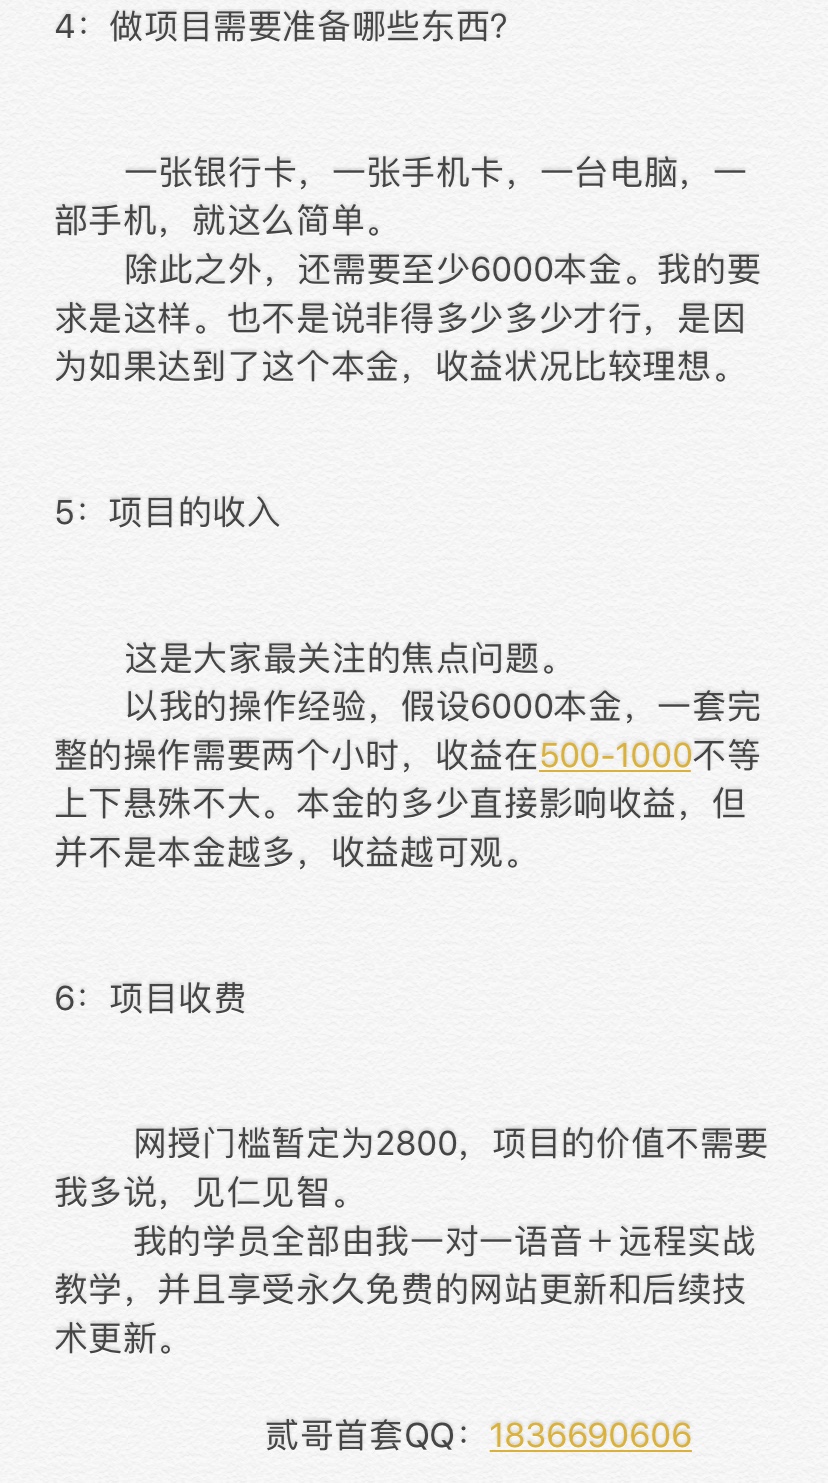 4：做项目需要准备哪些东西?
一张银行卡，一张手机卡，一台电脑，一
部手机，就这么简单。
除此之外，还需要至少6000本金。我的要
求是这样。也不是说非得多少多少才行，是因
为如果达到了这个本金，收益状况比较理想。
5：项目的收入
这是大家最关注的焦点问题。
以我的操作经验，假设6000本金，一套完
整的操作需要两个小时，收益在500-1000不等
上下悬殊不大。本金的多少直接影响收益，但
并不是本金越多，收益越可观。
6：项目收费
网授门槛暂定为2800，项目的价值不需要
我多说，见仁见智。
我的学员全部由我一对一语音＋远程实战
教学，并且享受永久免费的网站更新和后续技
术更新。
贰哥首套QQ：1836690606